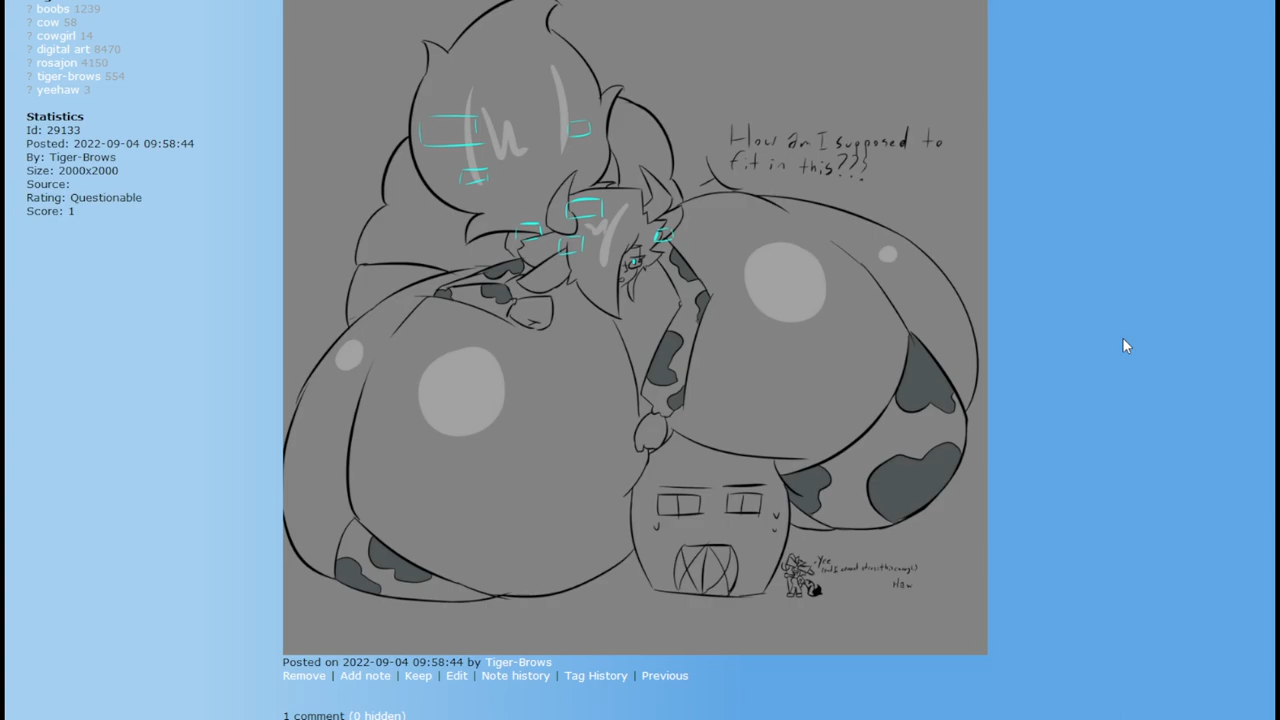 ? boobs 1239
? cow 58
? cowgirl 14
? digital art 8470
? rosajon 4150
? tiger-brows 554
? yeehaw 3
Statistics
Id: 29133
Posted: 2022-09-04 09:58:44
By: Tiger-Brows
Size: 2000x2000
Source:
Rating: Questionable
Score: 1
How am I supposed to
fit in this???
-Yee
Haw
Posted on 2022-09-04 09:58:44 by Tiger-Brows
Remove | Add note | Keep | Edit | Note history | Tag History | Previous
1 comment (0 hidden)